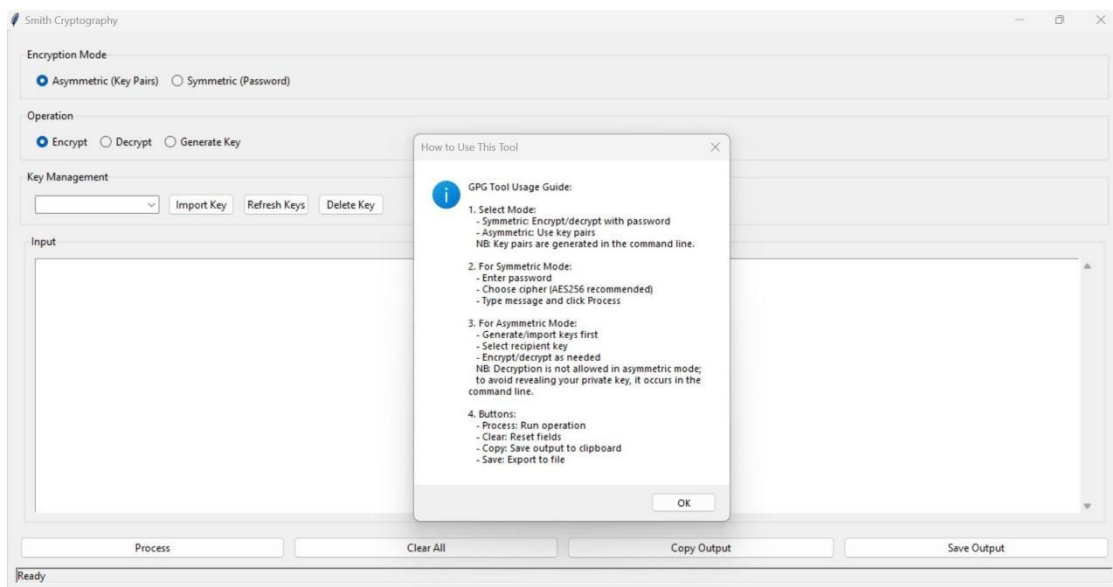 Smith Cryptography
Encryption Mode
Asymmetric (Key Pairs) Symmetric (Password)
Operation
Encrypt Decrypt Generate Key
Key Management
Import Key Refresh Keys Delete Key
Input
How to Use This Tool
GPG Tool Usage Guide:
1. Select Mode:
- Symmetric: Encrypt/decrypt with password
- Asymmetric: Use key pairs
NB: Key pairs are generated in the command line.
2. For Symmetric Mode:
- Enter password
- Choose cipher (AES256 recommended)
- Type message and click Process
3. For Asymmetric Mode:
- Generate/import keys first
- Select recipient key
- Encrypt/decrypt as needed
NB: Decryption is not allowed in asymmetric mode;
to avoid revealing your private key, it occurs in the
command line.
4. Buttons:
- Process: Run operation
- Clear: Reset fields
- Copy: Save output to clipboard
- Save: Export to file
OK
Process Clear All Copy Output Save Output
Ready